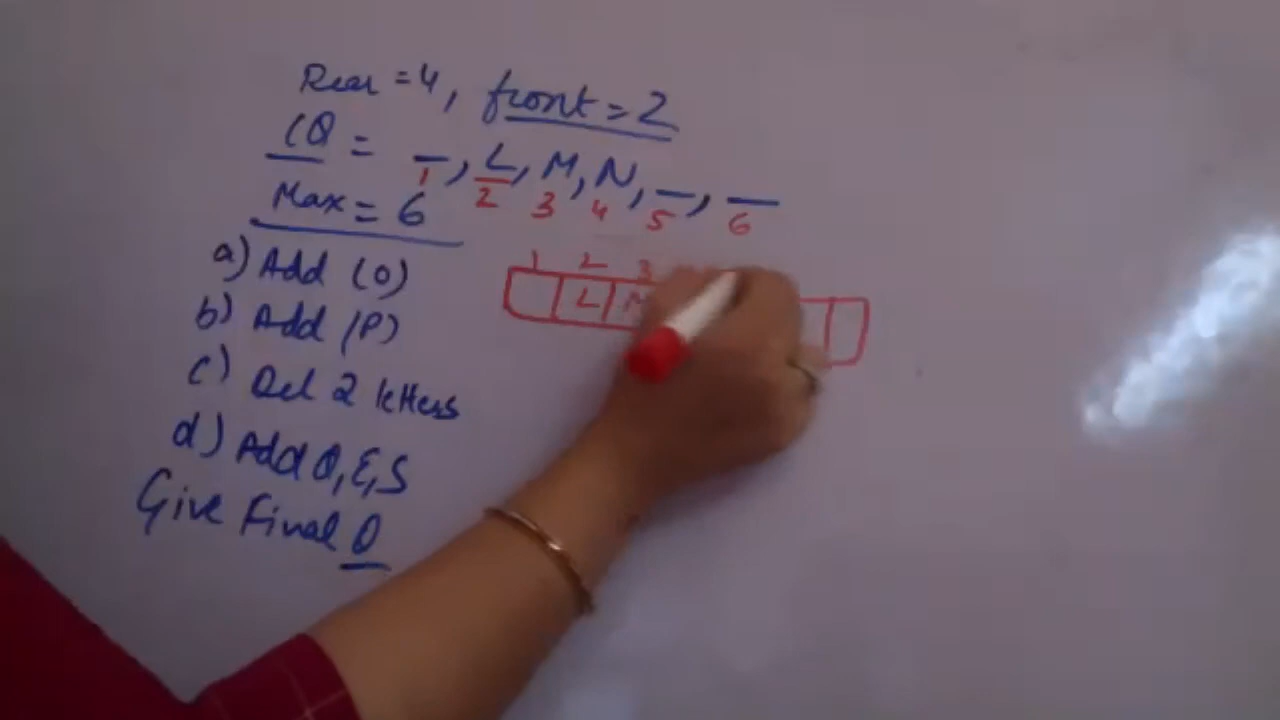 Rear = 4, front = 2
CQ = _, L, M, N, _, _
1 2 3 4 5 6
Max = 6
a) Add (O)
b) Add (P)
c) Del 2 letters
d) Add Q, E, S
Give Final Q
1 2 3
L M